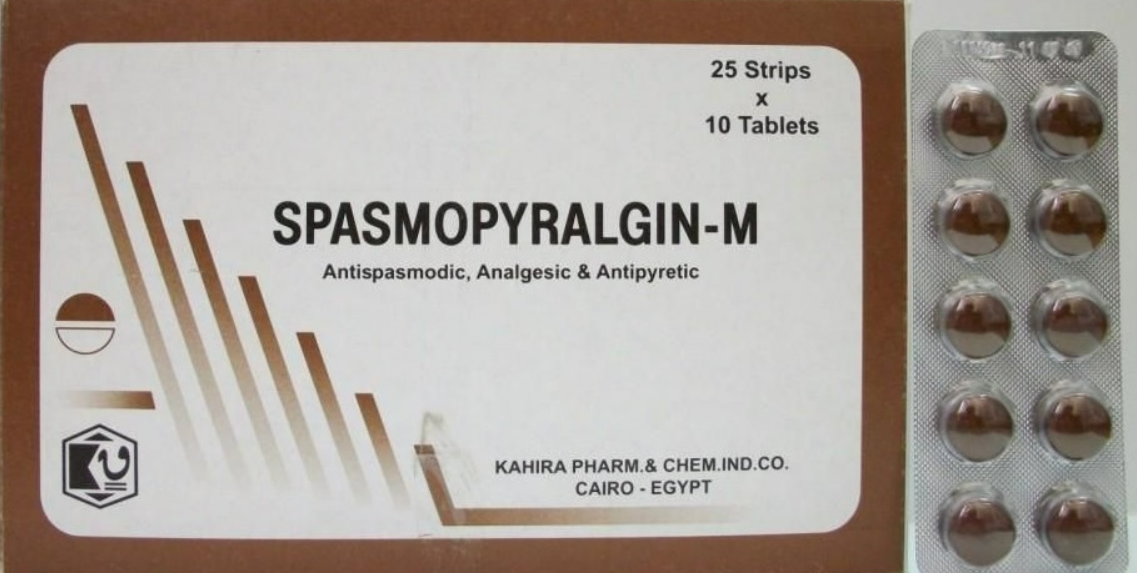 25 Strips
x
10 Tablets
SPASMOPYRALGIN-M
Antispasmodic, Analgesic & Antipyretic
KAHIRA PHARM.& CHEM.IND.CO.
CAIRO - EGYPT